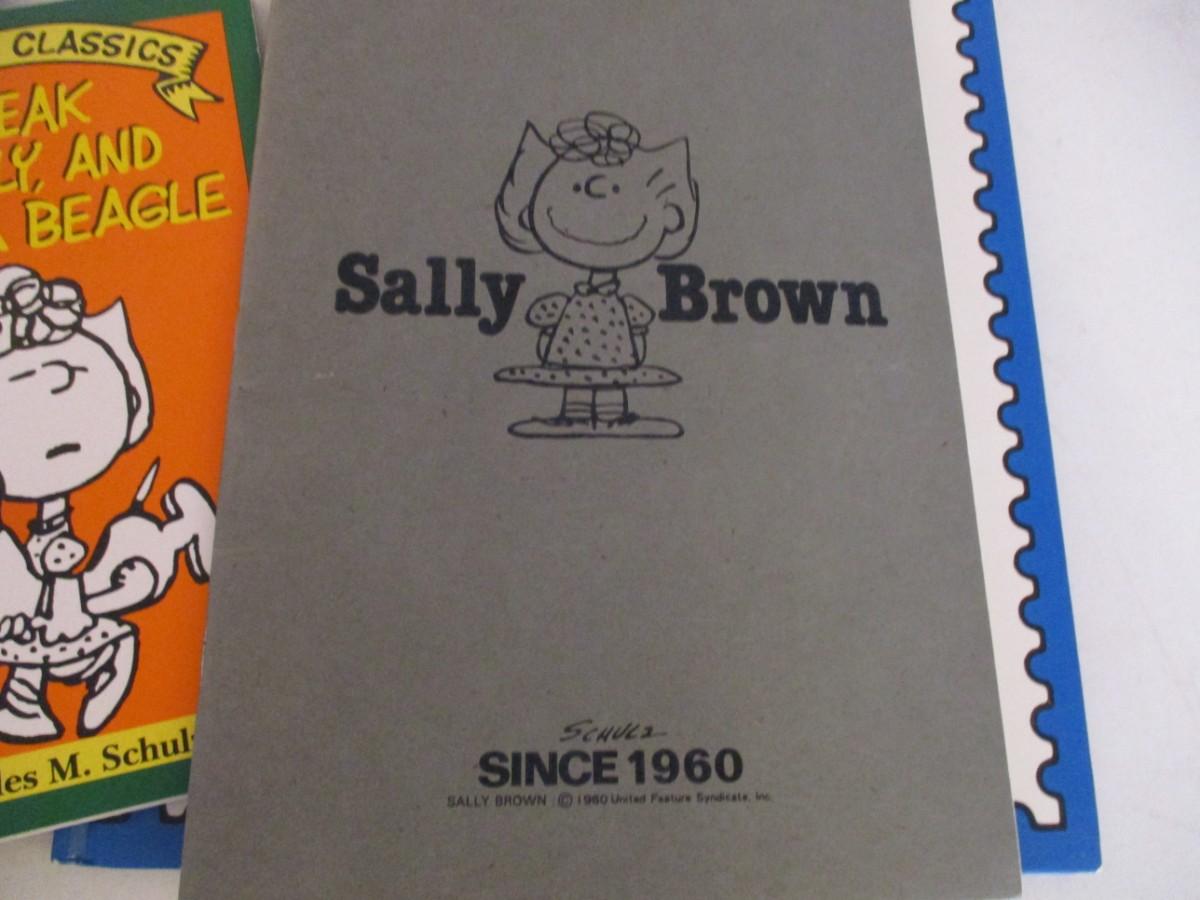 CLASSICS
EAK
LY, AND
A BEAGLE
les M. Schul
Sally Brown
SCHULZ
SINCE 1960
SALLY BROWN © 1960 United Feature Syndicate, Inc.